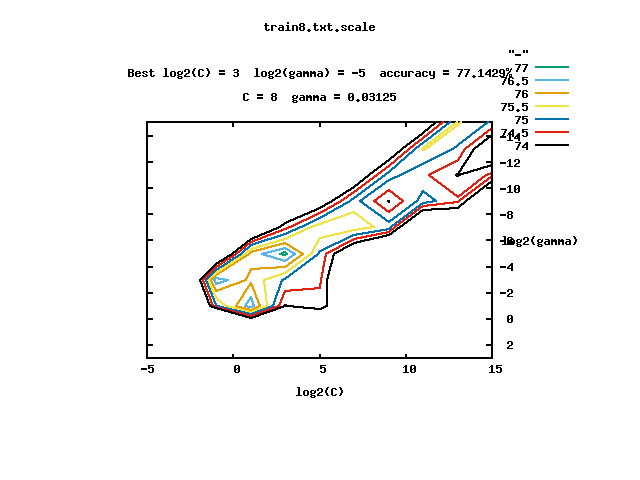 train8.txt.scale
"-"
Best log2(C) = 3  log2(gamma) = -5  accuracy = 77.1429%
77
76.5
C = 8  gamma = 0.03125
76
75.5
75
74.5
74
-14
-12
-10
-8
-6
log2(gamma)
-4
-2
0
2
-5 0 5 10 15
log2(C)